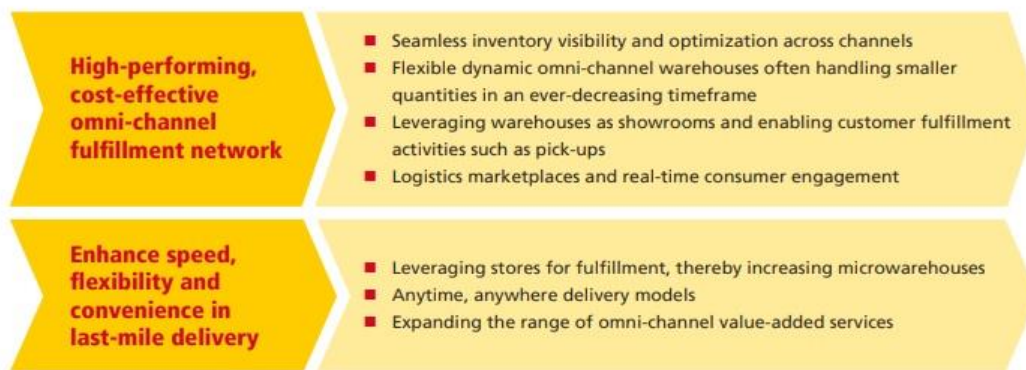 High-performing,
cost-effective
omni-channel
fulfillment network
Seamless inventory visibility and optimization across channels
Flexible dynamic omni-channel warehouses often handling smaller
quantities in an ever-decreasing timeframe
Leveraging warehouses as showrooms and enabling customer fulfillment
activities such as pick-ups
Logistics marketplaces and real-time consumer engagement
Enhance speed,
flexibility and
convenience in
last-mile delivery
Leveraging stores for fulfillment, thereby increasing microwarehouses
Anytime, anywhere delivery models
Expanding the range of omni-channel value-added services